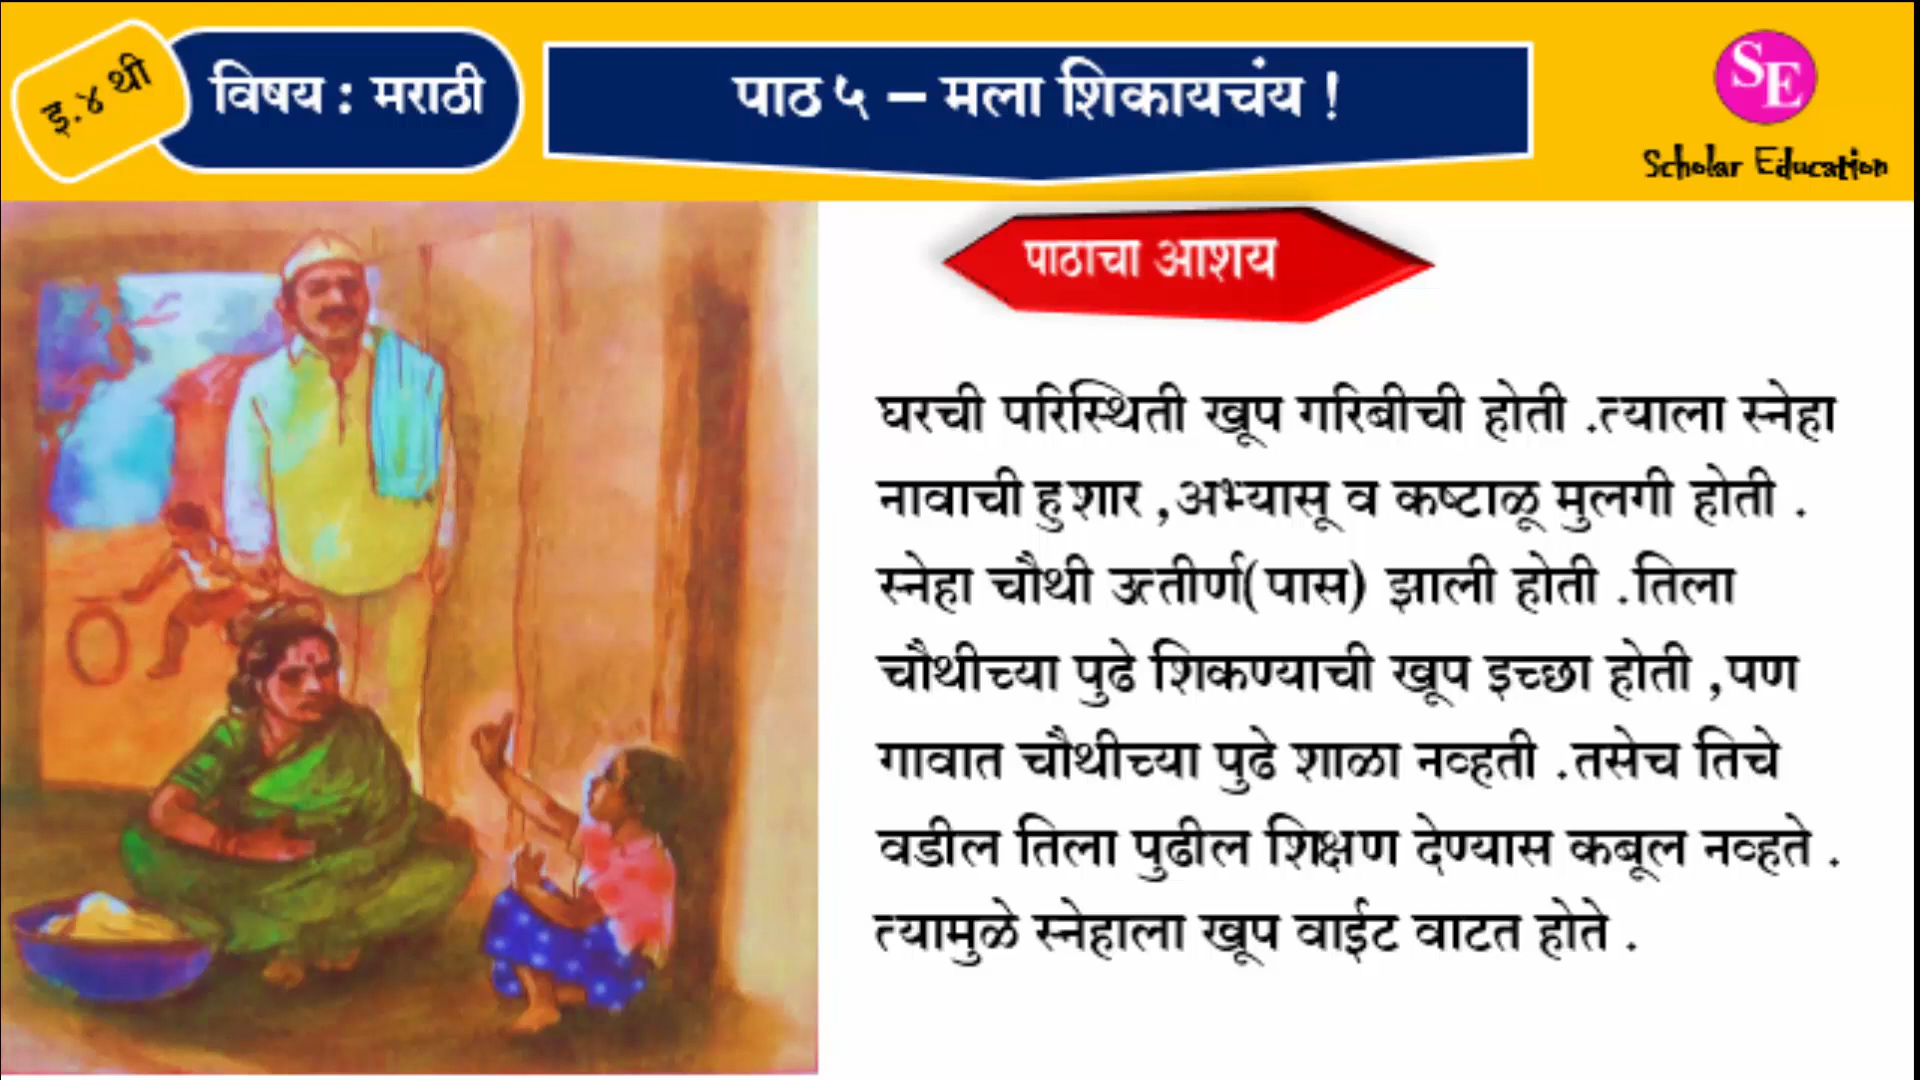 इ.४ थी
विषय : मराठी
पाठ ५ – मला शिकायचंय !
SE
Scholar Education
पाठाचा आशय
घरची परिस्थिती खूप गरिबीची होती .त्याला स्नेहा
नावाची हुशार ,अभ्यासू व कष्टाळू मुलगी होती .
स्नेहा चौथी उत्तीर्ण(पास) झाली होती .तिला
चौथीच्या पुढे शिकण्याची खूप इच्छा होती ,पण
गावात चौथीच्या पुढे शाळा नव्हती .तसेच तिचे
वडील तिला पुढील शिक्षण देण्यास कबूल नव्हते .
त्यामुळे स्नेहाला खूप वाईट वाटत होते .